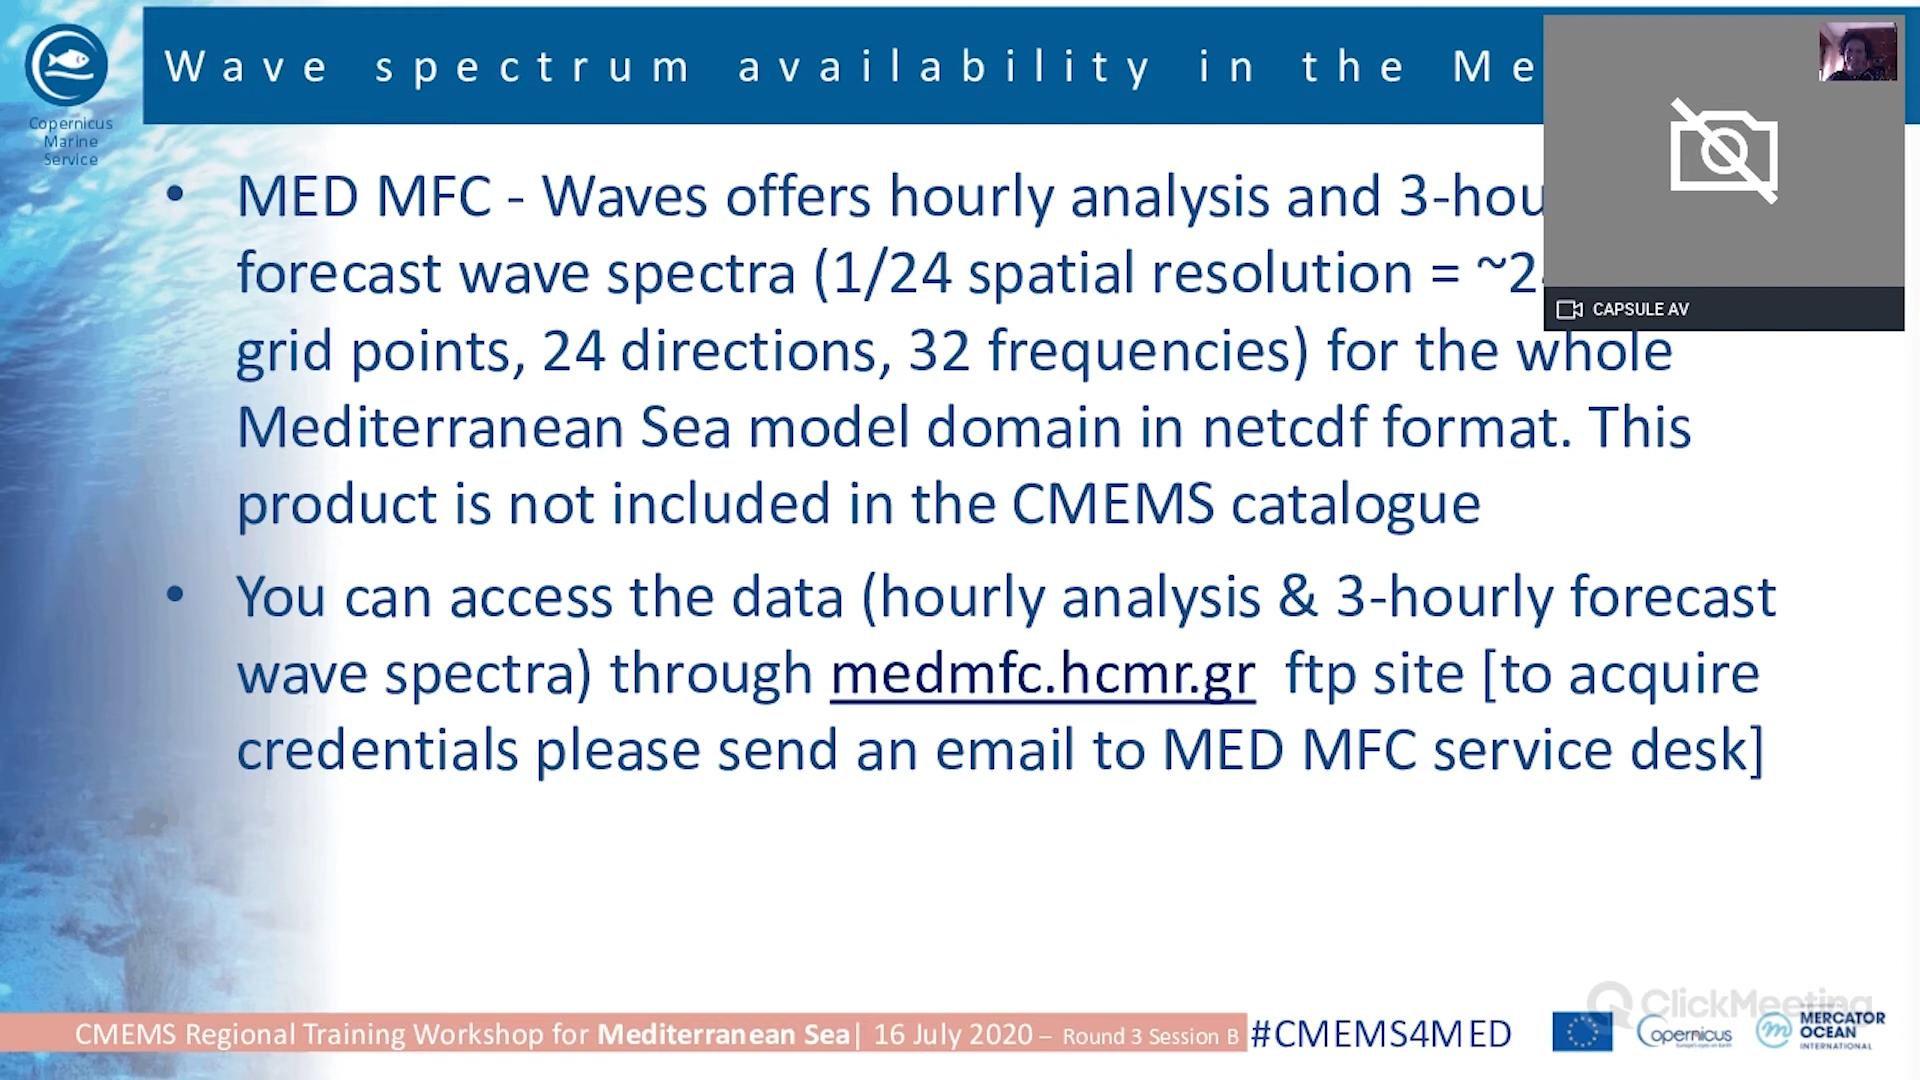 Wave spectrum availability in the
Copernicus
Marine
Service
• MED MFC - Waves offers hourly analysis and
forecast wave spectra (1/24 spatial resolution =
CAPSULE AV
grid points, 24 directions, 32 frequencies) for the whole
Mediterranean Sea model domain in netcdf format. This
product is not included in the CMEMS catalogue
• You can access the data (hourly analysis & 3-hourly forecast
wave spectra) through medmfc.hcmr.gr ftp site [to acquire
credentials please send an email to MED MFC service desk]
ClickMeeting
CMEMS Regional Training Workshop for Mediterranean Sea| 16 July 2020 – Round 3 Session B
#CMEMS4MED
Copernicus
Europe's eyes on Earth
MERCATOR
OCEAN
INTERNATIONAL